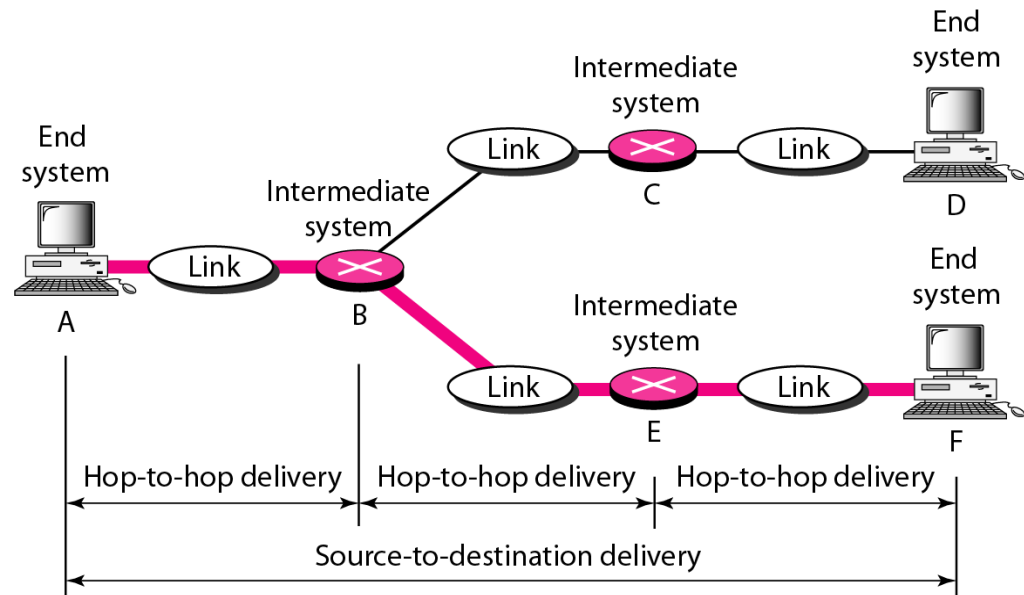 End
system
Intermediate
system
Link
Link
C
D
End
system
Intermediate
system
Link
A
B
End
system
Intermediate
system
Link
Link
E
F
Hop-to-hop delivery
Hop-to-hop delivery
Hop-to-hop delivery
Source-to-destination delivery